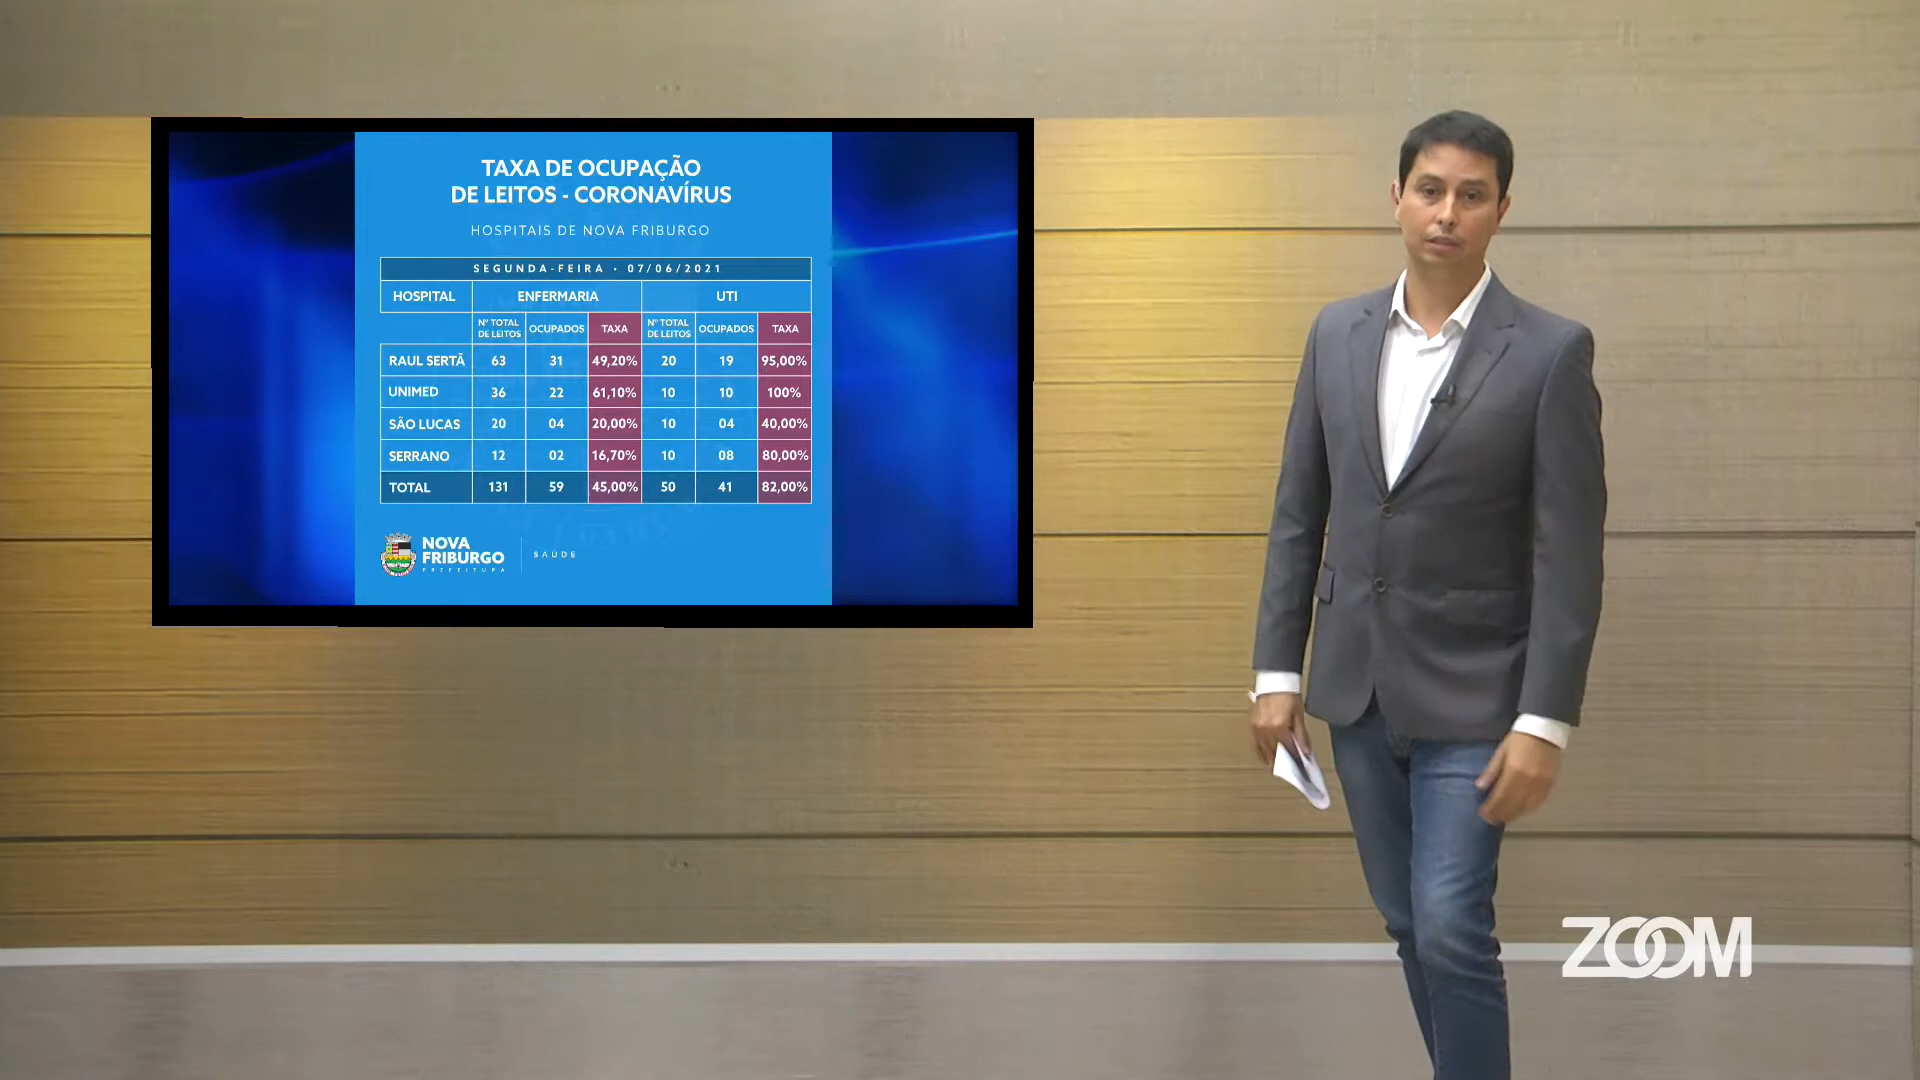 TAXA DE OCUPAÇÃO
DE LEITOS - CORONAVÍRUS
HOSPITAIS DE NOVA FRIBURGO
SEGUNDA-FEIRA • 07/06/2021
HOSPITAL ENFERMARIA UTI
Nº TOTAL DE LEITOS OCUPADOS TAXA Nº TOTAL DE LEITOS OCUPADOS TAXA
RAUL SERTÃ 63 31 49,20% 20 19 95,00%
UNIMED 36 22 61,10% 10 10 100%
SÃO LUCAS 20 04 20,00% 10 04 40,00%
SERRANO 12 02 16,70% 10 08 80,00%
TOTAL 131 59 45,00% 50 41 82,00%
NOVA
FRIBURGO
PREFEITURA
SAÚDE
ZOOM